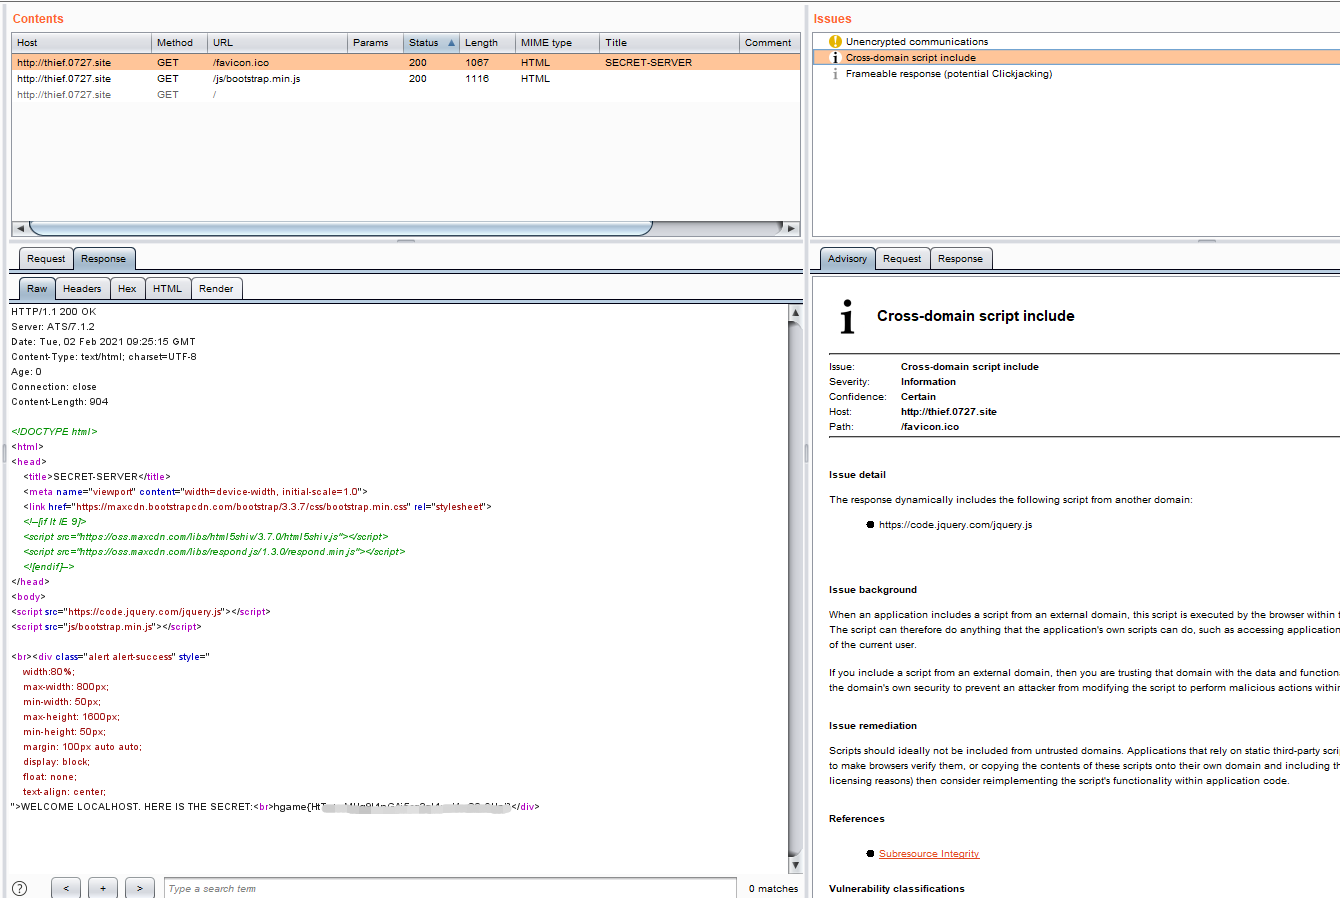 Contents
Host Method URL Params Status Length MIME type Title Comment
http://thief.0727.site GET /favicon.ico 200 1067 HTML SECRET-SERVER
http://thief.0727.site GET /js/bootstrap.min.js 200 1116 HTML
http://thief.0727.site GET /
Request Response
Raw Headers Hex HTML Render
HTTP/1.1 200 OK
Server: ATS/7.1.2
Date: Tue, 02 Feb 2021 09:25:15 GMT
Content-Type: text/html; charset=UTF-8
Age: 0
Connection: close
Content-Length: 904
<!DOCTYPE html>
<html>
<head>
<title>SECRET-SERVER</title>
<meta name="viewport" content="width=device-width, initial-scale=1.0">
<link href="https://maxcdn.bootstrapcdn.com/bootstrap/3.3.7/css/bootstrap.min.css" rel="stylesheet">
<!--[if lt IE 9]>
<script src="https://oss.maxcdn.com/libs/html5shiv/3.7.0/html5shiv.js"></script>
<script src="https://oss.maxcdn.com/libs/respond.js/1.3.0/respond.min.js"></script>
<![endif]-->
</head>
<body>
<script src="https://code.jquery.com/jquery.js"></script>
<script src="js/bootstrap.min.js"></script>
<br><div class="alert alert-success" style="
width:80%;
max-width: 800px;
min-width: 50px;
max-height: 1600px;
min-height: 50px;
margin: 100px auto auto;
display: block;
float: none;
text-align: center;
">WELCOME LOCALHOST. HERE IS THE SECRET:<br>hgame{ </div>
? < + > Type a search term 0 matches
Issues
Unencrypted communications
Cross-domain script include
Frameable response (potential Clickjacking)
Advisory Request Response
Cross-domain script include
Issue: Cross-domain script include
Severity: Information
Confidence: Certain
Host: http://thief.0727.site
Path: /favicon.ico
Issue detail
The response dynamically includes the following script from another domain:
https://code.jquery.com/jquery.js
Issue background
When an application includes a script from an external domain, this script is executed by the browser within
The script can therefore do anything that the application's own scripts can do, such as accessing application
of the current user.
If you include a script from an external domain, then you are trusting that domain with the data and
the domain's own security to prevent an attacker from modifying the script to perform malicious actions
Issue remediation
Scripts should ideally not be included from untrusted domains. Applications that rely on static third-party
to make browsers verify them, or copying the contents of these scripts onto their own domain and including
licensing reasons) then consider reimplementing the script's functionality within application code.
References
Subresource Integrity
Vulnerability classifications